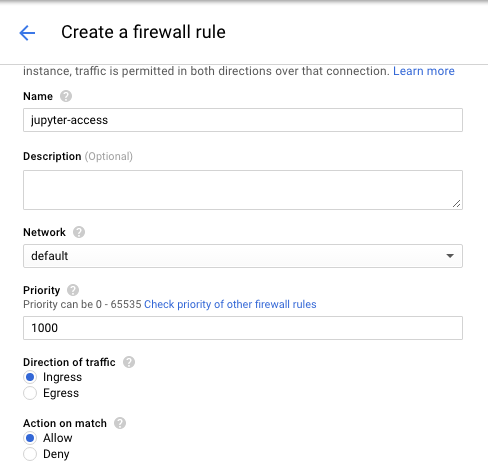 Create a firewall rule
instance, traffic is permitted in both directions over that connection. Learn more
Name ?
jupyter-access
Description (Optional)
Network ?
default
Priority ?
Priority can be 0 - 65535 Check priority of other firewall rules
1000
Direction of traffic ?
Ingress
Egress
Action on match ?
Allow
Deny